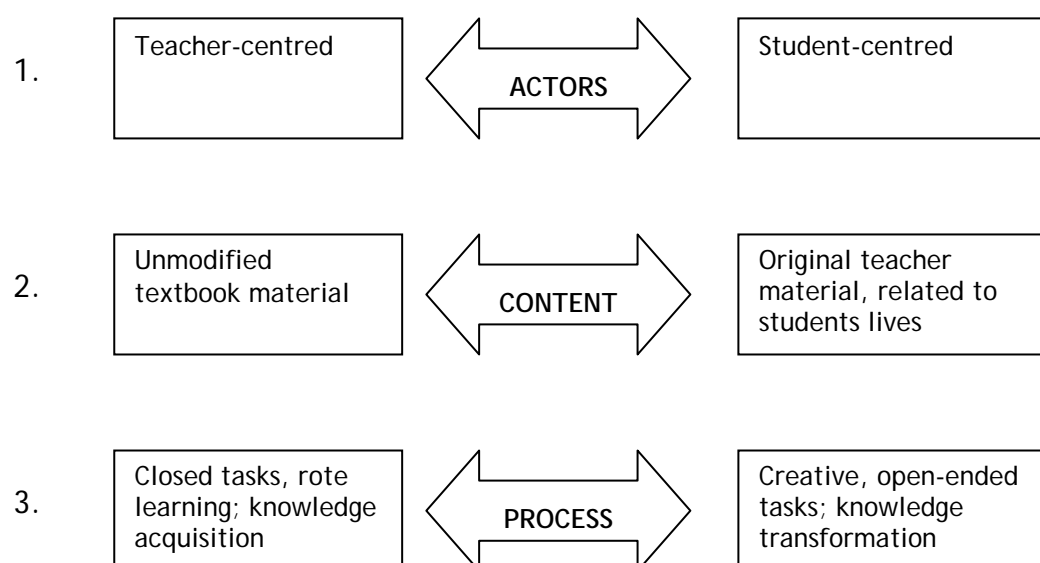 1.
Teacher-centred
ACTORS
Student-centred
2.
Unmodified
textbook material
CONTENT
Original teacher
material, related to
students lives
3.
Closed tasks, rote
learning; knowledge
acquisition
PROCESS
Creative, open-ended
tasks; knowledge
transformation